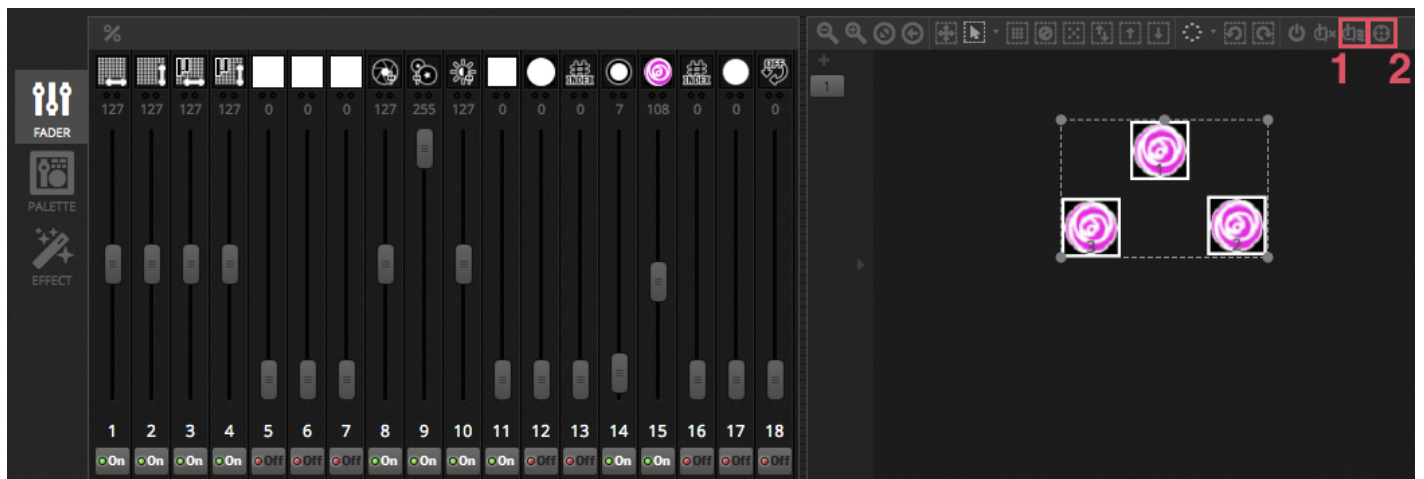 %
1 2
FADER
PALETTE
EFFECT
INDEX INDEX OFF
127 127 127 127 0 0 0 127 255 127 0 0 0 7 108 0 0 0
1 2 3 4 5 6 7 8 9 10 11 12 13 14 15 16 17 18
On On On On Off Off Off On On On On Off Off On On Off Off Off
+
1
1
3 2